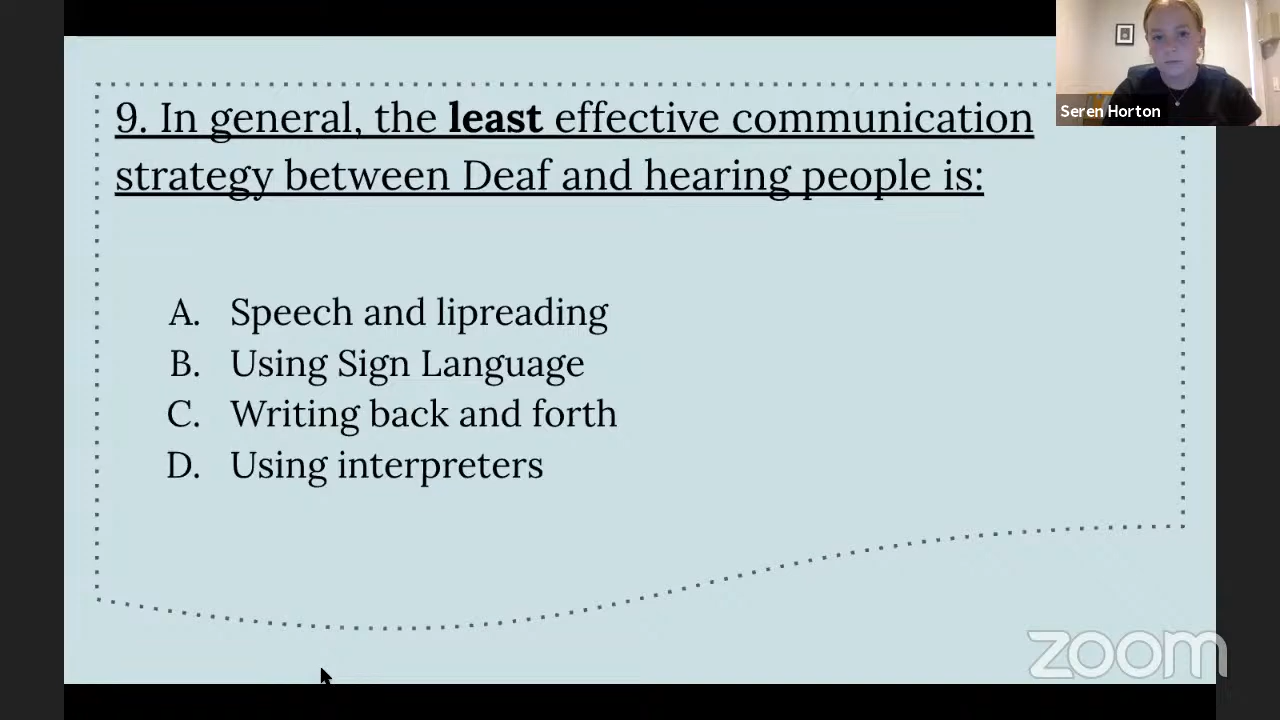 9. In general, the least effective communication
strategy between Deaf and hearing people is:
A. Speech and lipreading
B. Using Sign Language
C. Writing back and forth
D. Using interpreters
Seren Horton
zoom